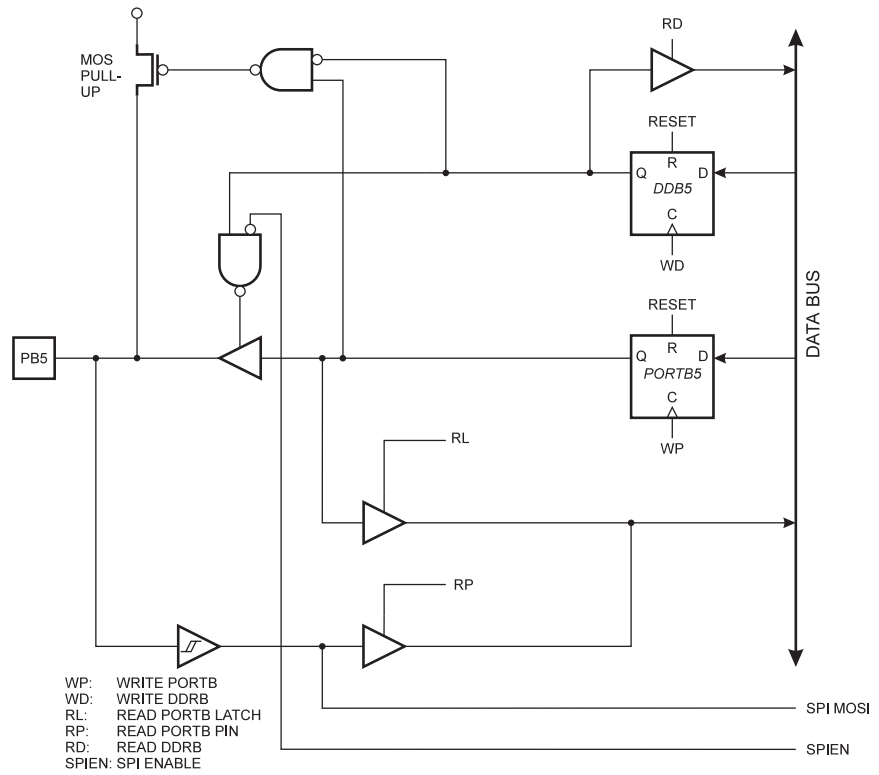 RD
MOS
PULL-
UP
RESET
R
Q
D
DDB5
C
WD
DATA BUS
RESET
PB5
R
Q
D
PORTB5
C
WP
RL
RP
WP: WRITE PORTB
WD: WRITE DDRB
RL: READ PORTB LATCH
RP: READ PORTB PIN
RD: READ DDRB
SPIEN: SPI ENABLE
SPI MOSI
SPIEN